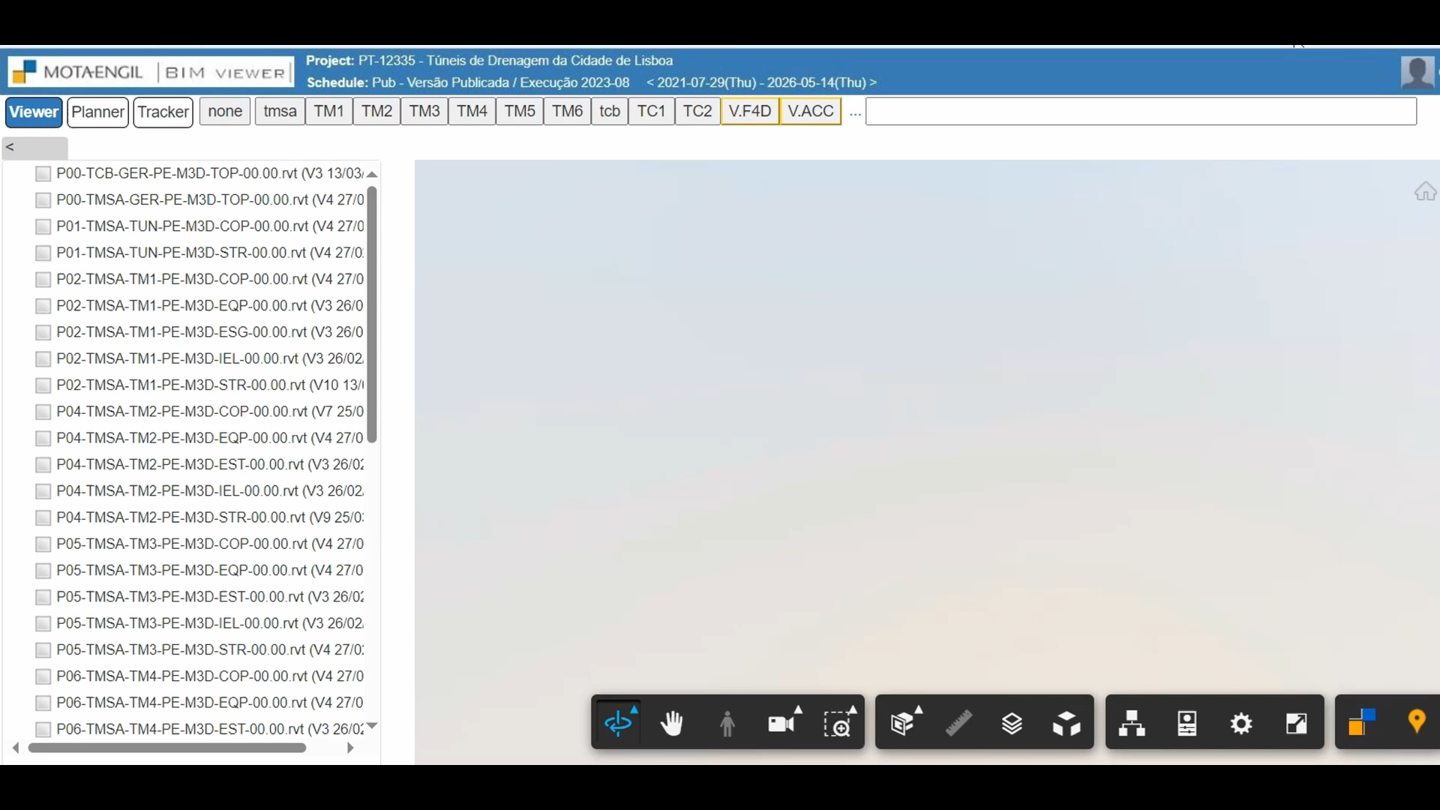 MOTA-ENGIL | BIM VIEWER |
Project: PT-12335 - Túneis de Drenagem da Cidade de Lisboa
Schedule: Pub - Versão Publicada / Execução 2023-08 < 2021-07-29(Thu) - 2026-05-14(Thu) >
Viewer Planner Tracker none tmsa TM1 TM2 TM3 TM4 TM5 TM6 tcb TC1 TC2 V.F4D V.ACC ...
<
P00-TCB-GER-PE-M3D-TOP-00.00.rvt (V3 13/03/
P00-TMSA-GER-PE-M3D-TOP-00.00.rvt (V4 27/0
P01-TMSA-TUN-PE-M3D-COP-00.00.rvt (V4 27/0
P01-TMSA-TUN-PE-M3D-STR-00.00.rvt (V4 27/0
P02-TMSA-TM1-PE-M3D-COP-00.00.rvt (V4 27/0
P02-TMSA-TM1-PE-M3D-EQP-00.00.rvt (V3 26/0
P02-TMSA-TM1-PE-M3D-ESG-00.00.rvt (V3 26/0
P02-TMSA-TM1-PE-M3D-IEL-00.00.rvt (V3 26/02/
P02-TMSA-TM1-PE-M3D-STR-00.00.rvt (V10 13/
P04-TMSA-TM2-PE-M3D-COP-00.00.rvt (V7 25/0
P04-TMSA-TM2-PE-M3D-EQP-00.00.rvt (V4 27/0
P04-TMSA-TM2-PE-M3D-EST-00.00.rvt (V3 26/02
P04-TMSA-TM2-PE-M3D-IEL-00.00.rvt (V3 26/02/
P04-TMSA-TM2-PE-M3D-STR-00.00.rvt (V9 25/0
P05-TMSA-TM3-PE-M3D-COP-00.00.rvt (V4 27/0
P05-TMSA-TM3-PE-M3D-EQP-00.00.rvt (V4 27/0
P05-TMSA-TM3-PE-M3D-EST-00.00.rvt (V3 26/02
P05-TMSA-TM3-PE-M3D-IEL-00.00.rvt (V3 26/02/
P05-TMSA-TM3-PE-M3D-STR-00.00.rvt (V4 27/0
P06-TMSA-TM4-PE-M3D-COP-00.00.rvt (V4 27/0
P06-TMSA-TM4-PE-M3D-EQP-00.00.rvt (V4 27/0
P06-TMSA-TM4-PE-M3D-EST-00.00.rvt (V3 26/02